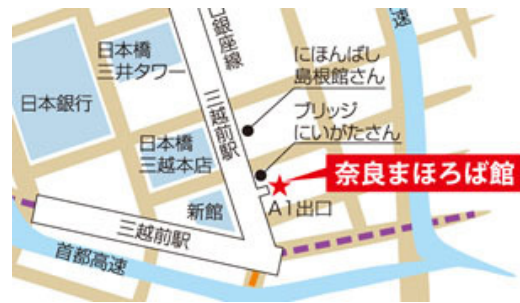 口銀座線
速
日本橋
三井タワー
にほんばし
島根館さん
日本銀行
三越前駅
ブリッジ
にいがたさん
日本橋
三越本店
奈良まほろば館
新館
A1出口
三越前駅
首都高速